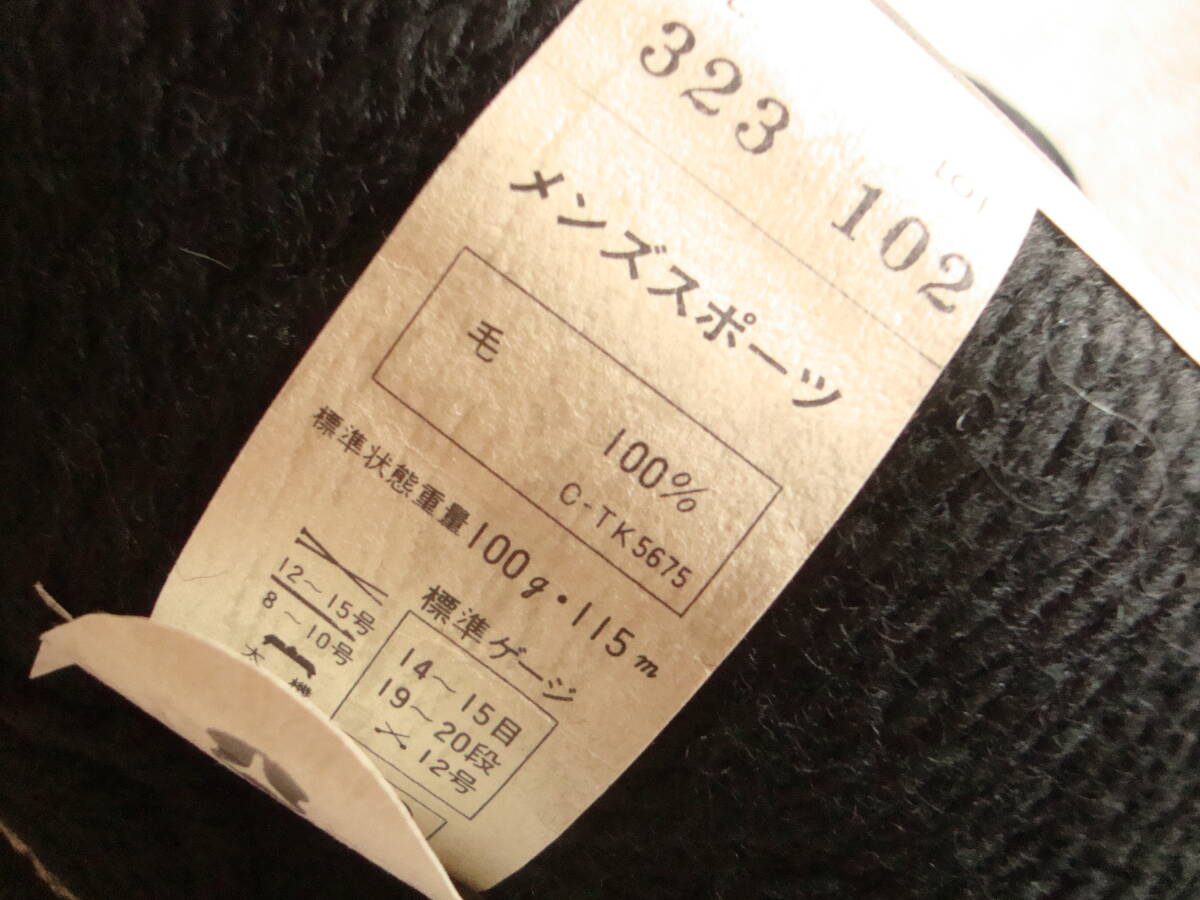 323
LOT
102
メンズスポーツ
毛
100%
C-TK5675
標準状態重量100g・115m
標準ゲージ
12～15号
8～10号
14～15目
19～20段
12号